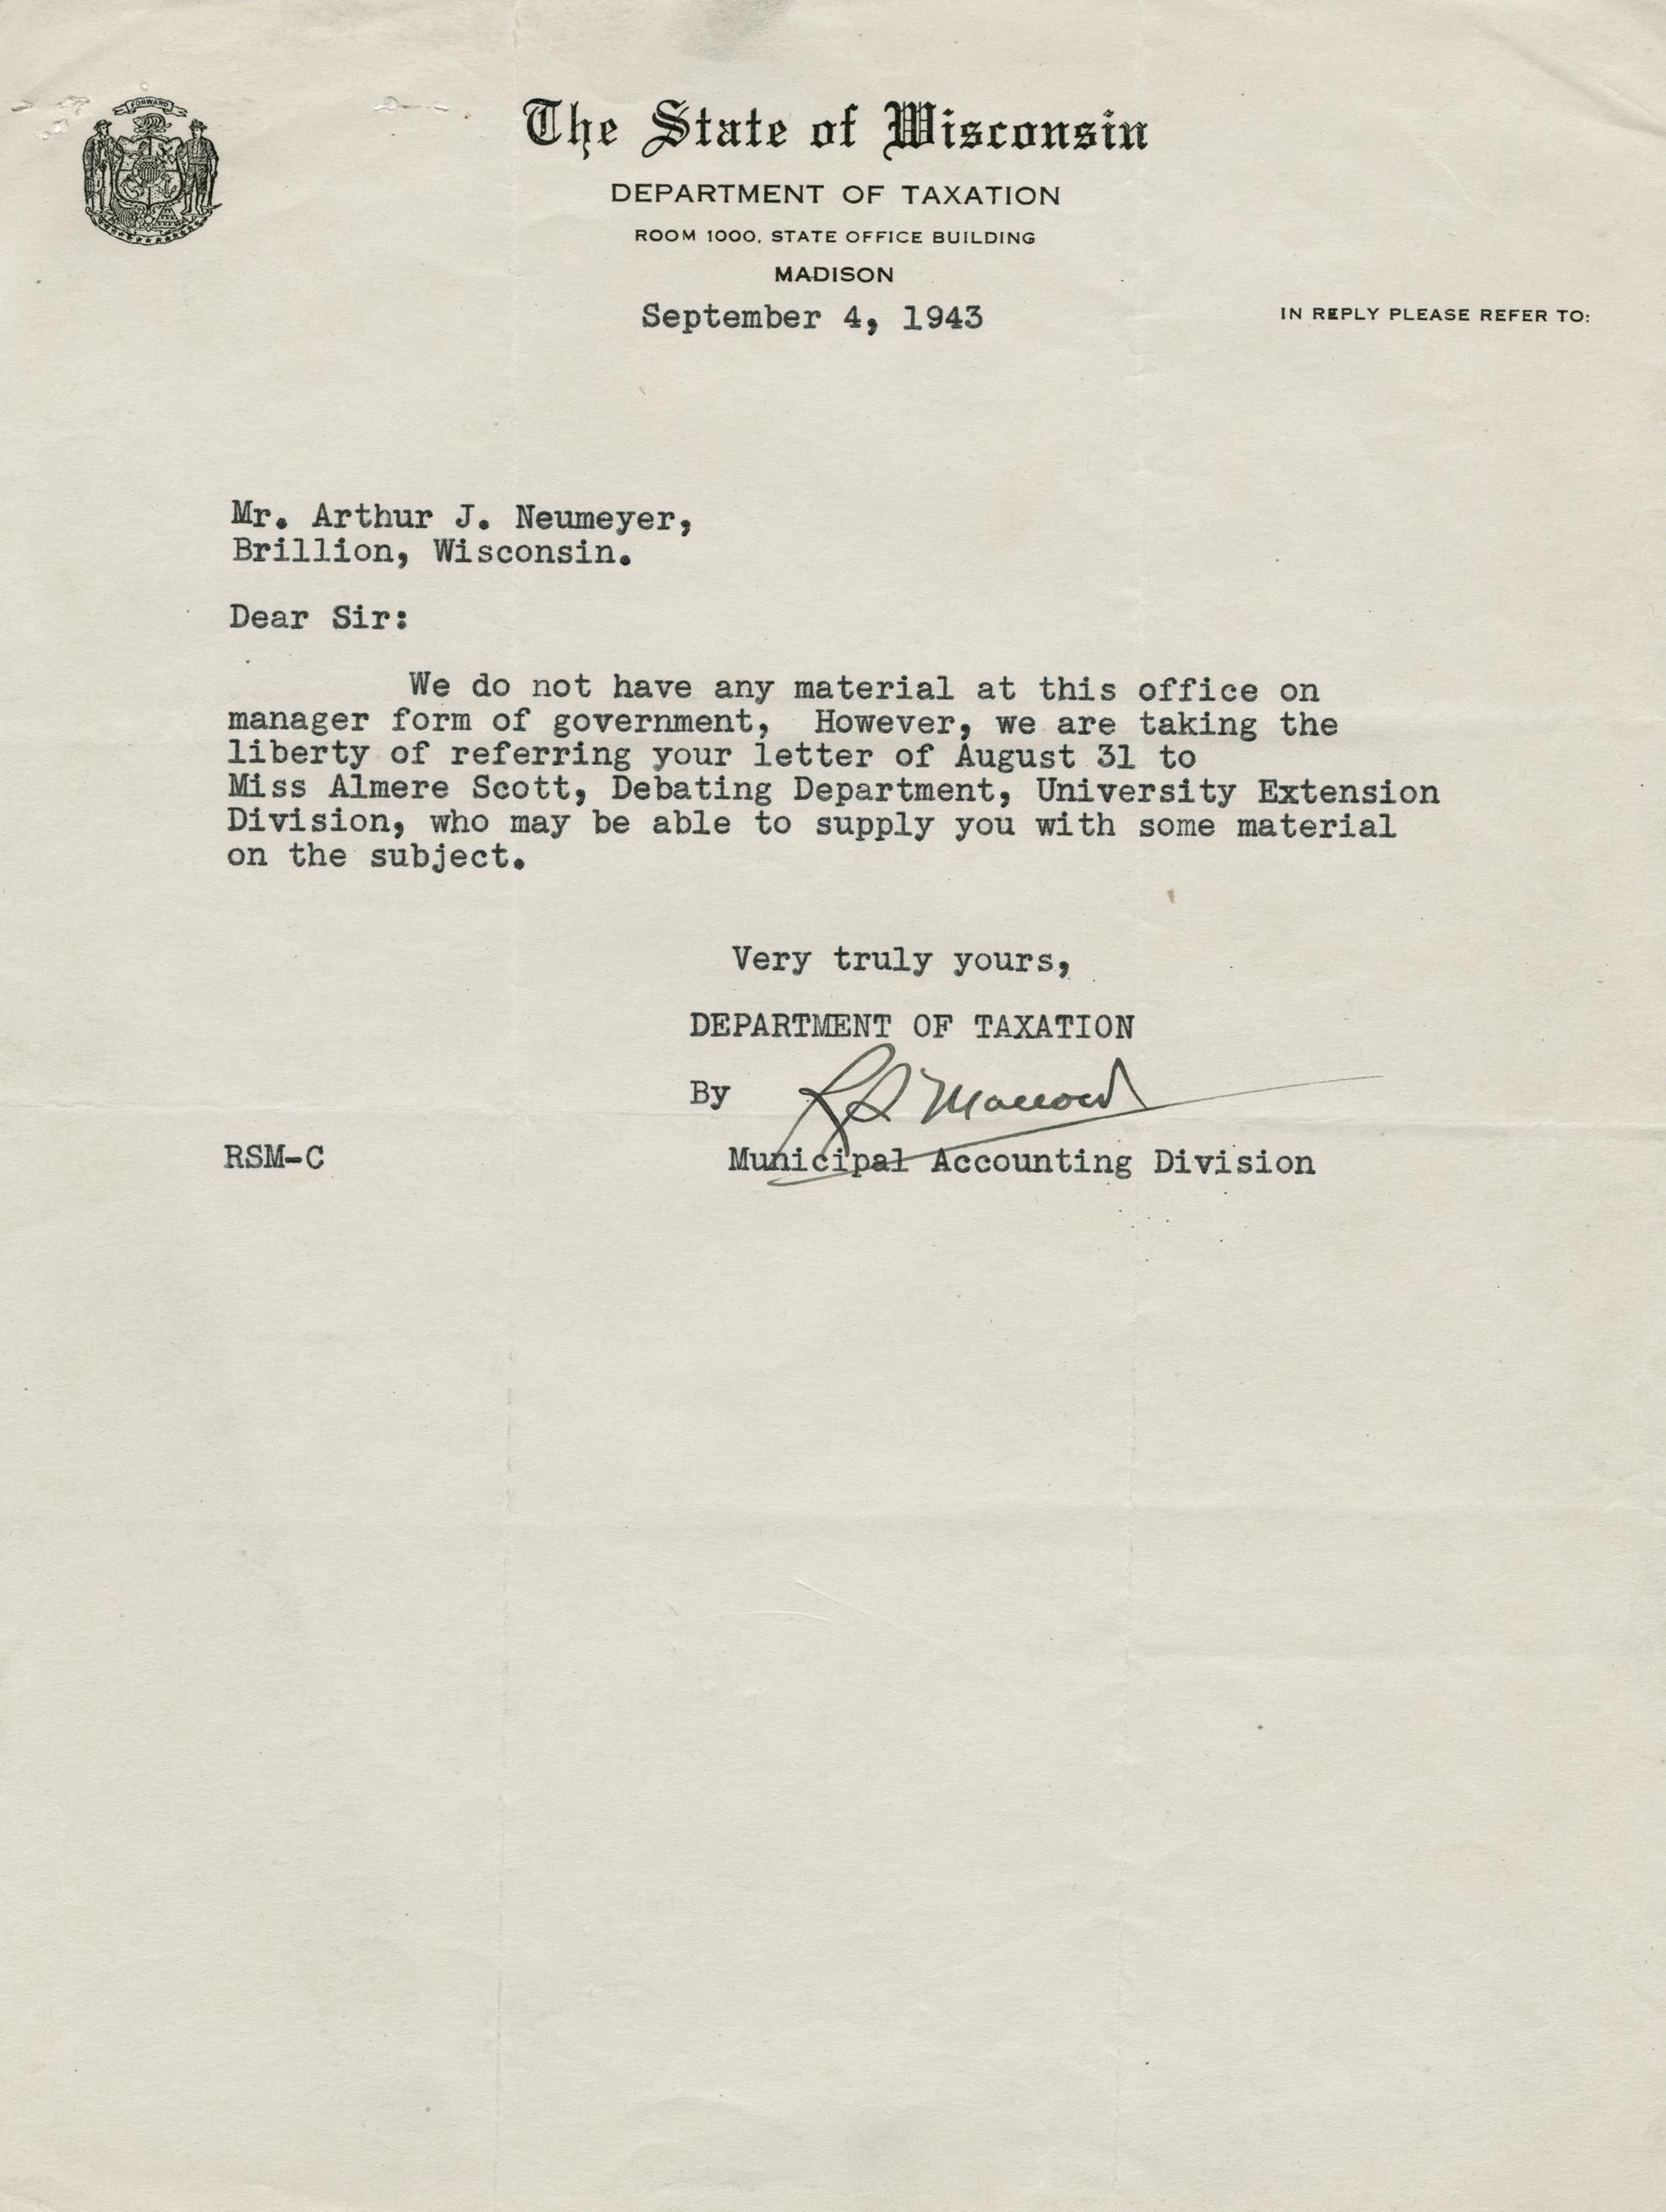 FORWARD
The State of Wisconsin
DEPARTMENT OF TAXATION
ROOM 1000, STATE OFFICE BUILDING
MADISON
September 4, 1943
IN REPLY PLEASE REFER TO:
Mr. Arthur J. Neumeyer,
Brillion, Wisconsin.
Dear Sir:
We do not have any material at this office on
manager form of government, However, we are taking the
liberty of referring your letter of August 31 to
Miss Almere Scott, Debating Department, University Extension
Division, who may be able to supply you with some material
on the subject.
Very truly yours,
DEPARTMENT OF TAXATION
By
RSM-C
Municipal Accounting Division